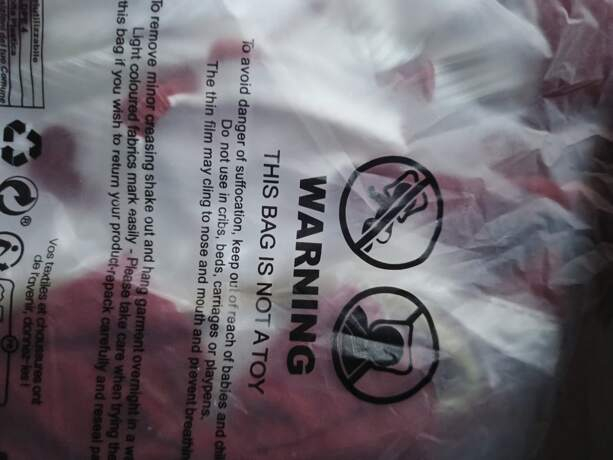 WARNING
THIS BAG IS NOT A TOY
To avoid danger of suffocation, keep out of reach of babies and
Do not use in cribs, beds, carriages or playpens.
The thin film may cling to nose and mouth and prevent
To remove minor creasing shake out and hang garment overnight in a
Light coloured fabrics mark easily - Please take care when trying
this bag if you wish to return your product-repack carefully and reseal
Vos textiles et chaussures ont
de l'avenir, donnez-les !